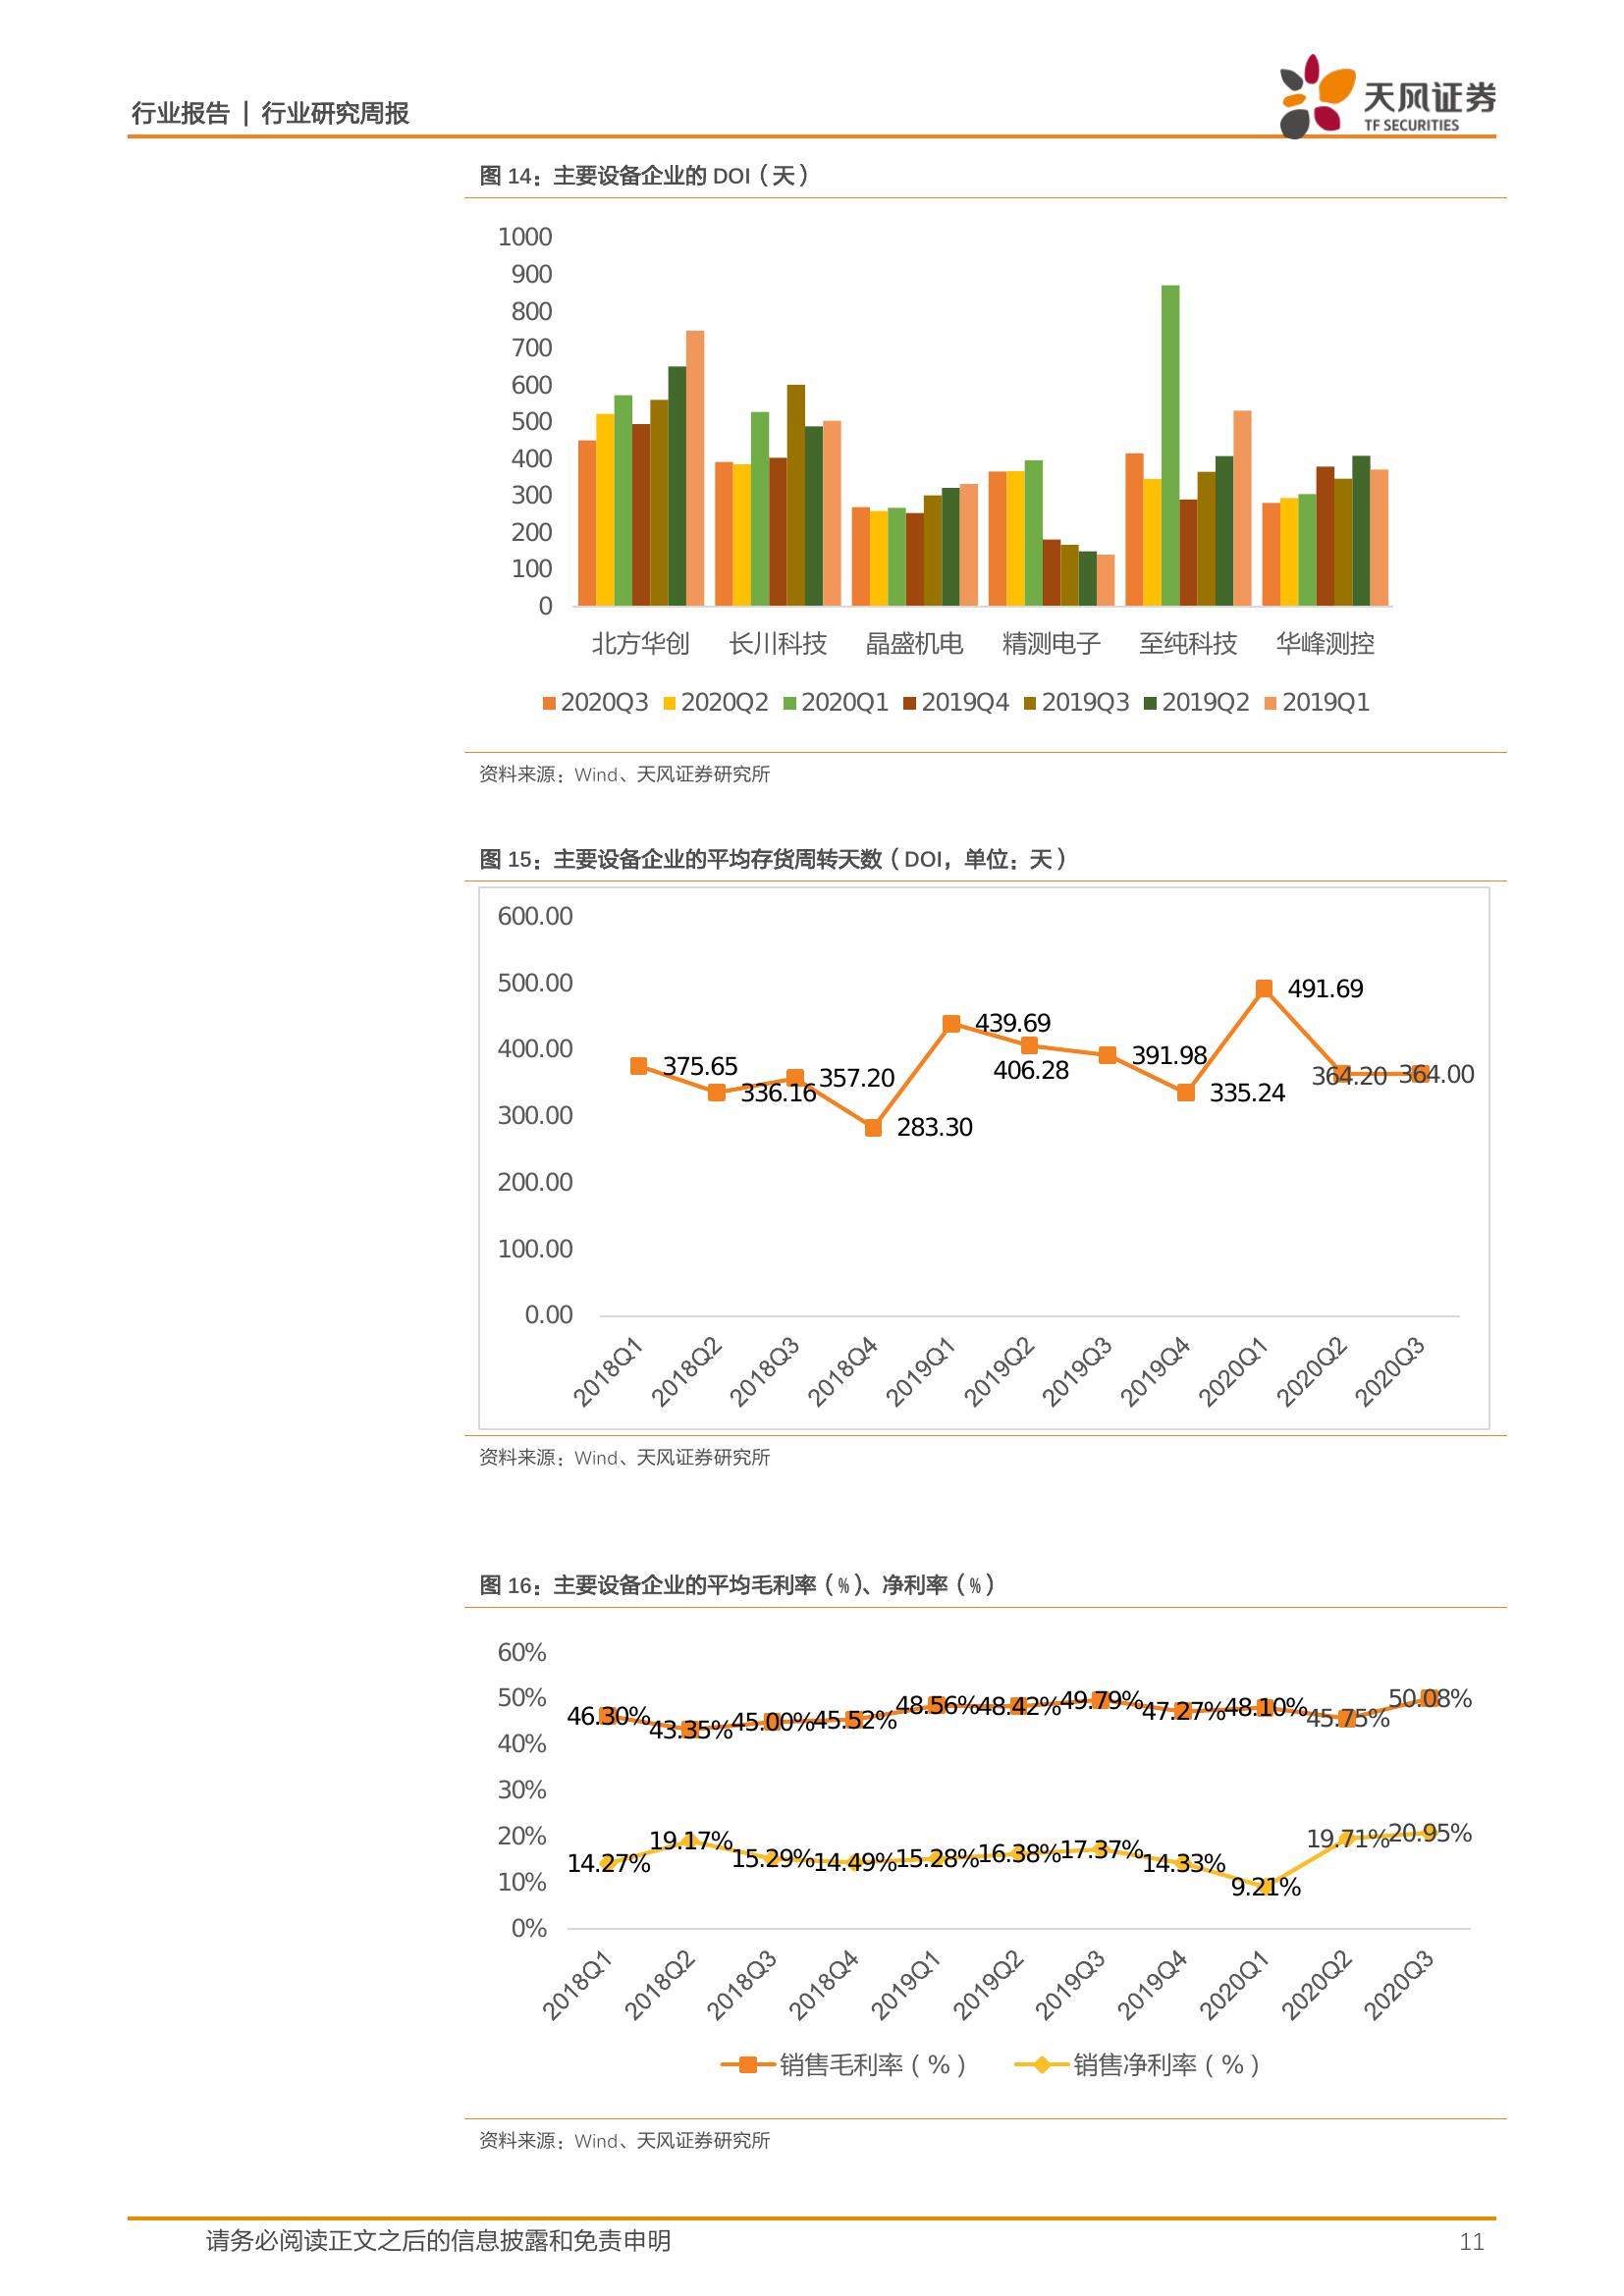 行业报告 | 行业研究周报
天风证券
TF SECURITIES
图 14：主要设备企业的 DOI（天）
1000
900
800
700
600
500
400
300
200
100
0
北方华创 长川科技 晶盛机电 精测电子 至纯科技 华峰测控
2020Q3 2020Q2 2020Q1 2019Q4 2019Q3 2019Q2 2019Q1
资料来源：Wind、天风证券研究所
图 15：主要设备企业的平均存货周转天数（DOI，单位：天）
600.00
500.00
400.00
300.00
200.00
100.00
0.00
375.65
336.16
357.20
283.30
439.69
406.28
391.98
335.24
491.69
364.20
364.00
2018Q1 2018Q2 2018Q3 2018Q4 2019Q1 2019Q2 2019Q3 2019Q4 2020Q1 2020Q2 2020Q3
资料来源：Wind、天风证券研究所
图 16：主要设备企业的平均毛利率（%）、净利率（%）
60%
50%
40%
30%
20%
10%
0%
46.30% 43.35% 45.00% 45.52% 48.56% 48.42% 49.79% 47.27% 48.10% 45.75% 50.08%
14.27% 19.17% 15.29% 14.49% 15.28% 16.38% 17.37% 14.33% 9.21% 19.71% 20.95%
2018Q1 2018Q2 2018Q3 2018Q4 2019Q1 2019Q2 2019Q3 2019Q4 2020Q1 2020Q2 2020Q3
销售毛利率（%） 销售净利率（%）
资料来源：Wind、天风证券研究所
请务必阅读正文之后的信息披露和免责申明 11